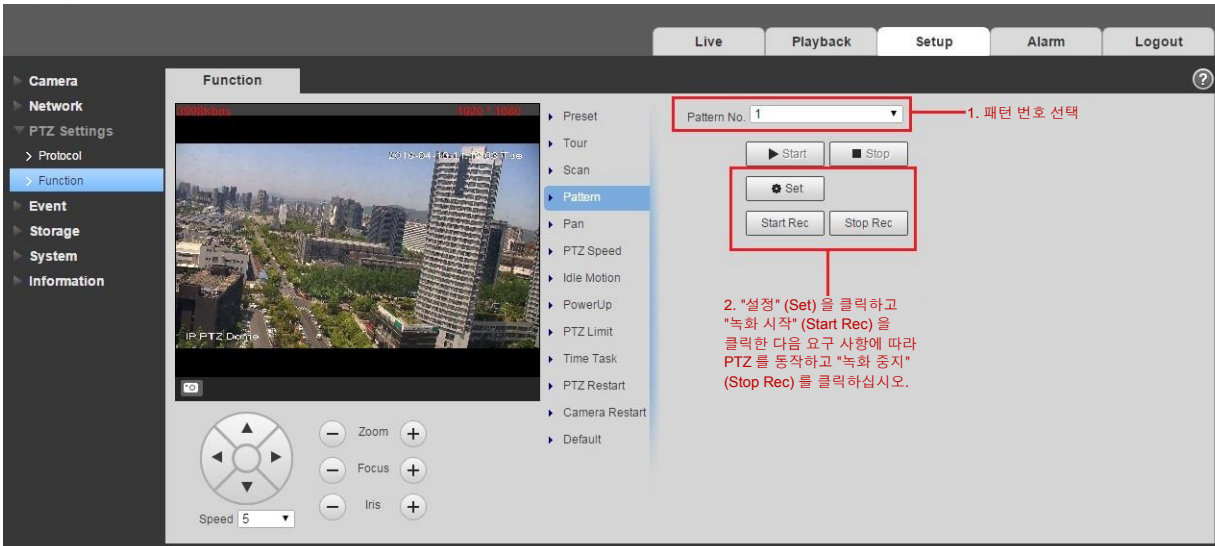 Live
Playback
Setup
Alarm
Logout
Camera
Network
PTZ Settings
Protocol
Function
Event
Storage
System
Information
Function
3998Kbps
1920 * 1080
IP PTZ Dome
Zoom
Focus
Iris
Speed 5
Preset
Tour
Scan
Pattern
Pan
PTZ Speed
Idle Motion
PowerUp
PTZ Limit
Time Task
PTZ Restart
Camera Restart
Default
Pattern No. 1
1. 패턴 번호 선택
Start
Stop
Set
Start Rec
Stop Rec
2. "설정" (Set) 을 클릭하고
"녹화 시작" (Start Rec) 을
클릭한 다음 요구 사항에 따라
PTZ 를 동작하고 "녹화 중지"
(Stop Rec) 를 클릭하십시오.